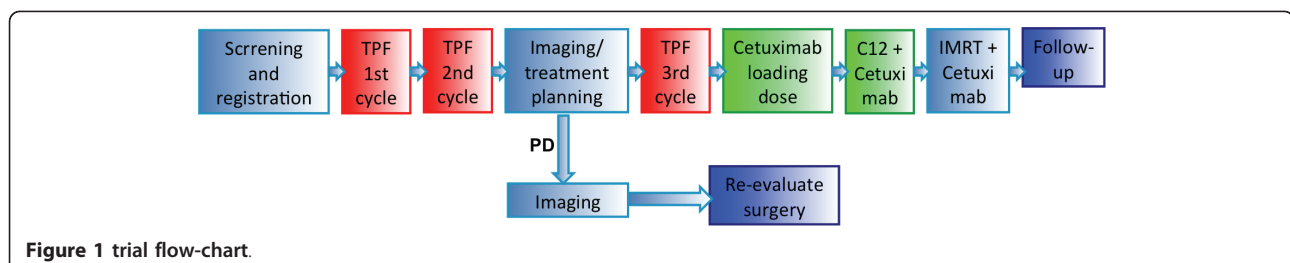 Scrrening
and
registration
TPF
1st
cycle
TPF
2nd
cycle
Imaging/
treatment
planning
TPF
3rd
cycle
Cetuximab
loading
dose
C12 +
Cetuxi
mab
IMRT +
Cetuxi
mab
Follow-
up
PD
Imaging
Re-evaluate
surgery
Figure 1 trial flow-chart.